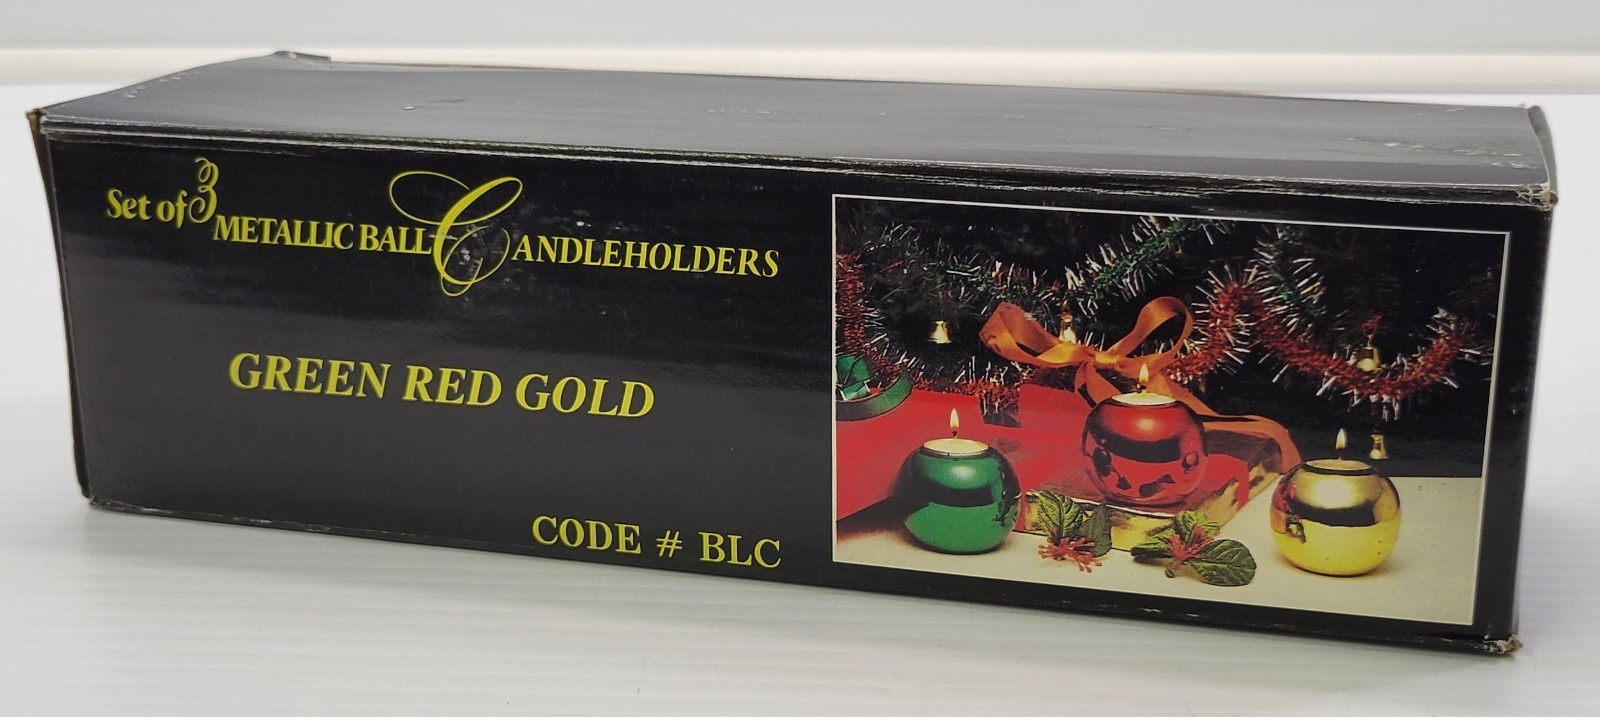 Set of 3
METALLIC BALL CANDLEHOLDERS
GREEN RED GOLD
CODE # BLC